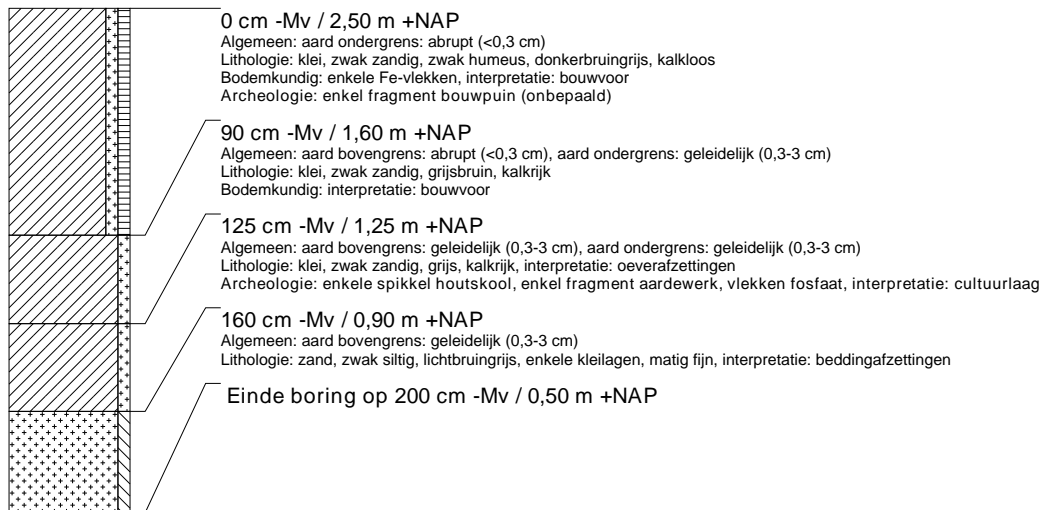 0 cm -Mv / 2,50 m +NAP
Algemeen: aard ondergrens: abrupt (<0,3 cm)
Lithologie: klei, zwak zandig, zwak humeus, donkerbruingrijs, kalkloos
Bodemkundig: enkele Fe-vlekken, interpretatie: bouwvoor
Archeologie: enkel fragment bouwpuin (onbepaald)
90 cm -Mv / 1,60 m +NAP
Algemeen: aard bovengrens: abrupt (<0,3 cm), aard ondergrens: geleidelijk (0,3-3 cm)
Lithologie: klei, zwak zandig, grijsbruin, kalkrijk
Bodemkundig: interpretatie: bouwvoor
125 cm -Mv / 1,25 m +NAP
Algemeen: aard bovengrens: geleidelijk (0,3-3 cm), aard ondergrens: geleidelijk (0,3-3 cm)
Lithologie: klei, zwak zandig, grijs, kalkrijk, interpretatie: oeverafzettingen
Archeologie: enkele spikkel houtskool, enkel fragment aardewerk, vlekken fosfaat, interpretatie: cultuurlaag
160 cm -Mv / 0,90 m +NAP
Algemeen: aard bovengrens: geleidelijk (0,3-3 cm)
Lithologie: zand, zwak siltig, lichtbruingrijs, enkele kleilagen, matig fijn, interpretatie: beddingafzettingen
Einde boring op 200 cm -Mv / 0,50 m +NAP